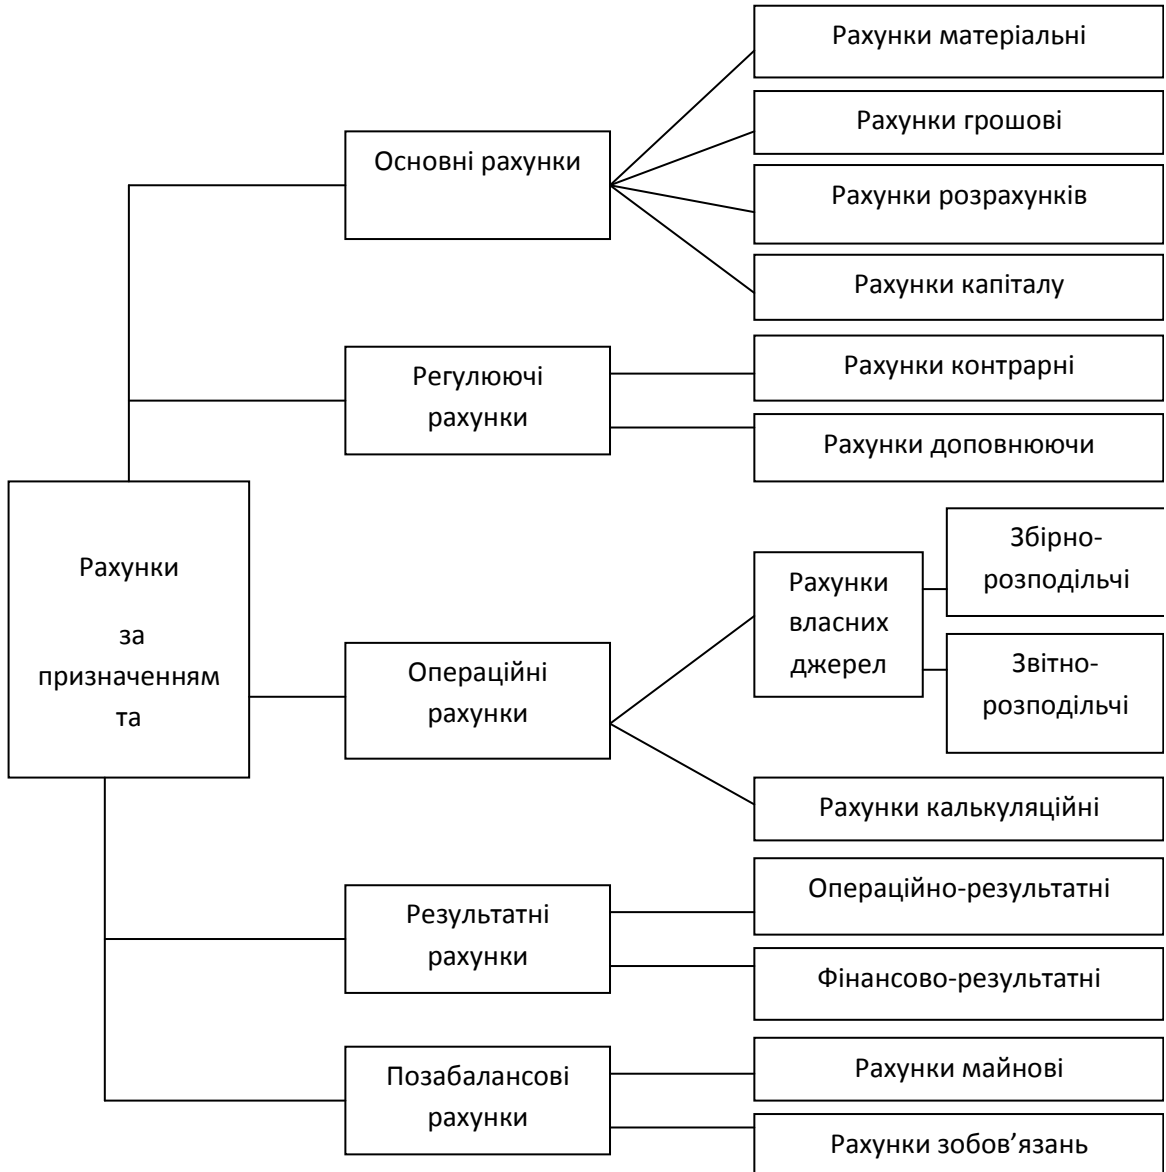 Рахунки
за
призначенням
та
Основні рахунки
Рахунки матеріальні
Рахунки грошові
Рахунки розрахунків
Рахунки капіталу
Регулюючі
рахунки
Рахунки контрарні
Рахунки доповнюючи
Операційні
рахунки
Рахунки
власних
джерел
Збірно-
розподільчі
Звітно-
розподільчі
Рахунки калькуляційні
Результатні
рахунки
Операційно-результатні
Фінансово-результатні
Позабалансові
рахунки
Рахунки майнові
Рахунки зобов’язань